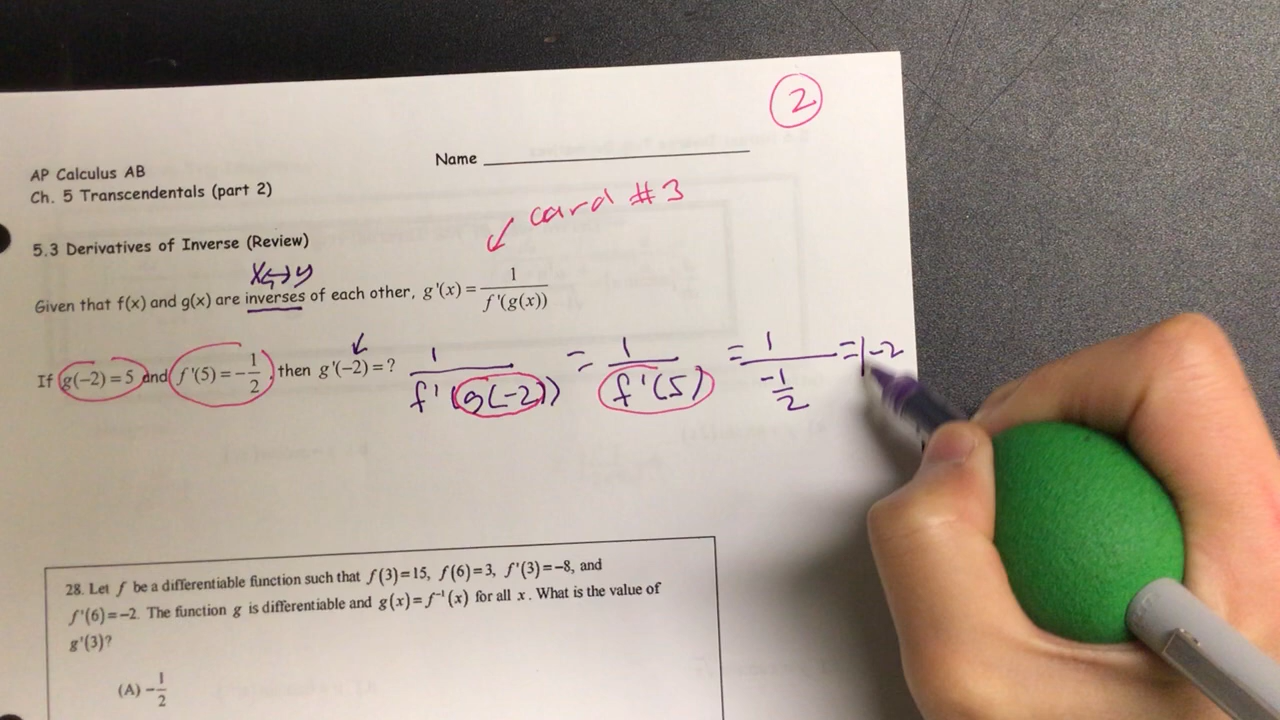 2
Name
AP Calculus AB
Ch. 5 Transcendentals (part 2)
card #3
5.3 Derivatives of Inverse (Review)
x↔y
Given that f(x) and g(x) are inverses of each other, g'(x) = 1/f'(g(x))
If g(-2) = 5 and f'(5) = -1/2, then g'(-2) = ? 1/f'(g(-2)) = 1/f'(5) = 1/(-1/2) = -2
28. Let f be a differentiable function such that f(3)=15, f(6)=3, f'(3)=-8, and
f'(6)=-2. The function g is differentiable and g(x)=f⁻¹(x) for all x. What is the value of
g'(3)?
(A) -1/2